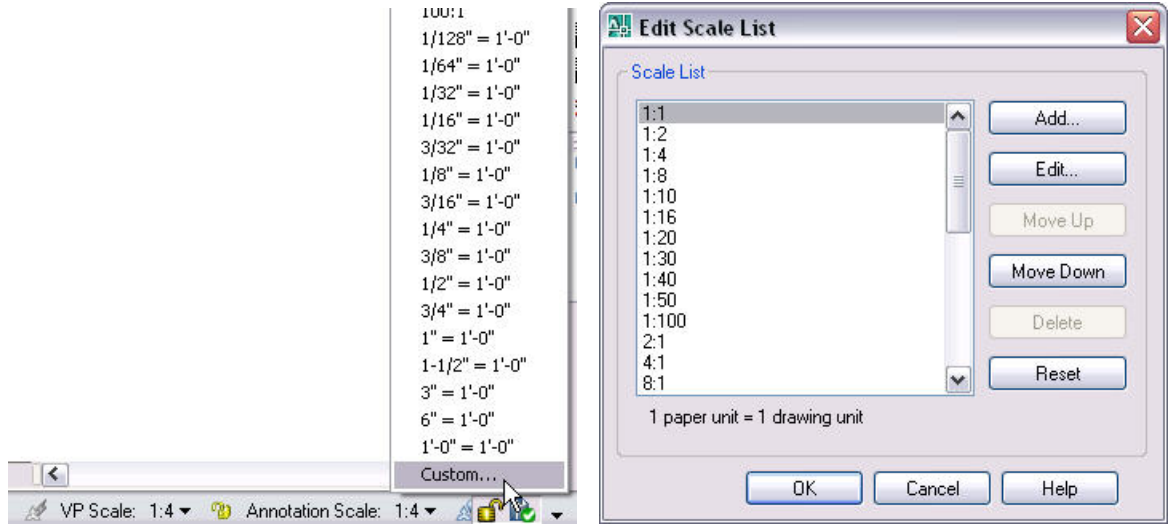 100:1
1/128" = 1'-0"
1/64" = 1'-0"
1/32" = 1'-0"
1/16" = 1'-0"
3/32" = 1'-0"
1/8" = 1'-0"
3/16" = 1'-0"
1/4" = 1'-0"
3/8" = 1'-0"
1/2" = 1'-0"
3/4" = 1'-0"
1" = 1'-0"
1-1/2" = 1'-0"
3" = 1'-0"
6" = 1'-0"
1'-0" = 1'-0"
Custom...
VP Scale: 1:4 Annotation Scale: 1:4
Edit Scale List
Scale List
1:1
1:2
1:4
1:8
1:10
1:16
1:20
1:30
1:40
1:50
1:100
2:1
4:1
8:1
Add...
Edit...
Move Up
Move Down
Delete
Reset
1 paper unit = 1 drawing unit
OK Cancel Help